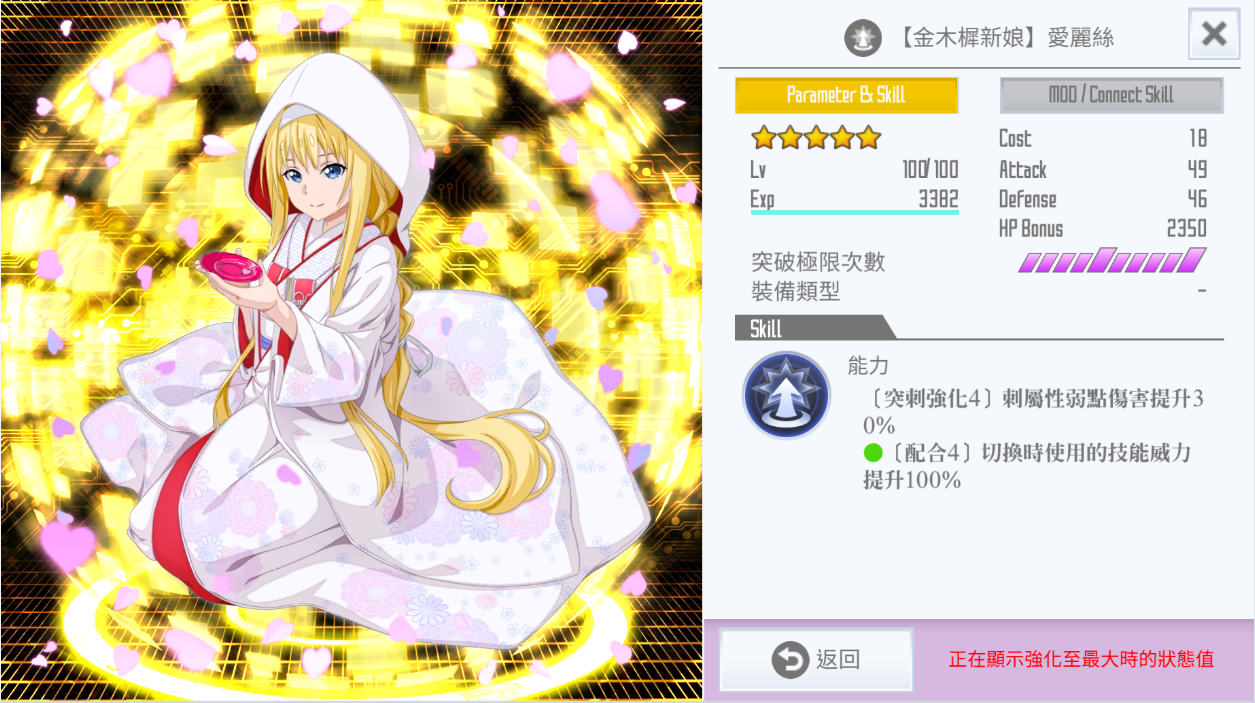 【金木樨新娘】愛麗絲
Parameter & Skill
MOD / Connect Skill
Lv 100/100
Exp 3382
Cost 18
Attack 49
Defense 46
HP Bonus 2350
突破極限次數
裝備類型 -
Skill
能力
〔突刺強化4〕刺屬性弱點傷害提升3
0%
〔配合4〕切換時使用的技能威力
提升100%
返回
正在顯示強化至最大時的狀態值